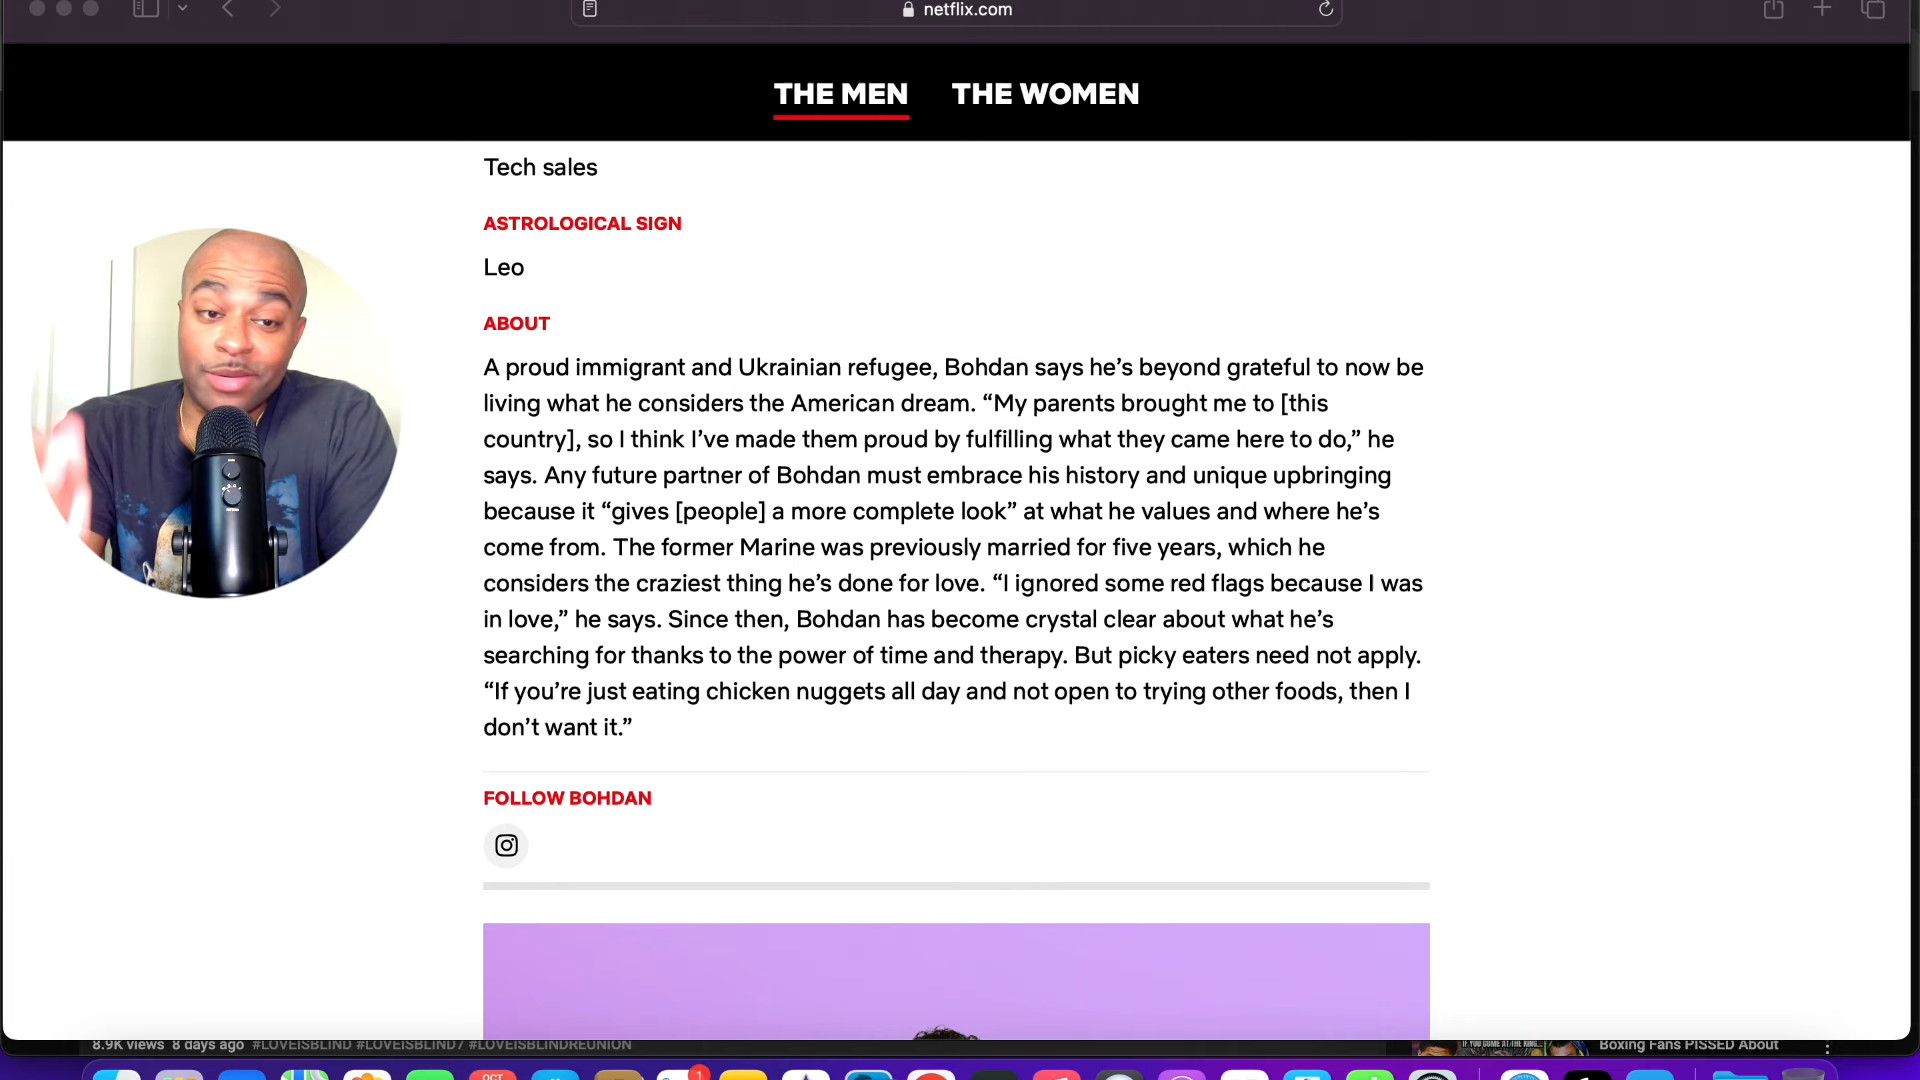 netflix.com
THE MEN THE WOMEN
Tech sales
ASTROLOGICAL SIGN
Leo
ABOUT
A proud immigrant and Ukrainian refugee, Bohdan says he’s beyond grateful to now be
living what he considers the American dream. “My parents brought me to [this
country], so I think I’ve made them proud by fulfilling what they came here to do,” he
says. Any future partner of Bohdan must embrace his history and unique upbringing
because it “gives [people] a more complete look” at what he values and where he’s
come from. The former Marine was previously married for five years, which he
considers the craziest thing he’s done for love. “I ignored some red flags because I was
in love,” he says. Since then, Bohdan has become crystal clear about what he’s
searching for thanks to the power of time and therapy. But picky eaters need not apply.
“If you’re just eating chicken nuggets all day and not open to trying other foods, then I
don’t want it.”
FOLLOW BOHDAN
8.9K views 8 days ago #LOVEISBLIND #LOVEISBLIND7 #LOVEISBLINDREUNION
IF YOU COME AT THE KING...
Boxing Fans PISSED About
OCT
1